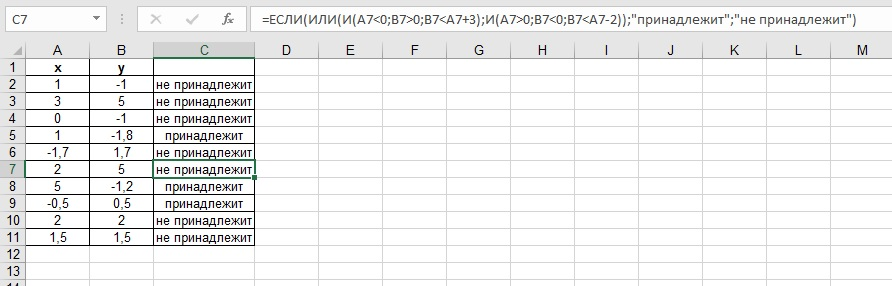 C7 =ЕСЛИ(ИЛИ(И(A7<0;B7>0;B7<A7+3);И(A7>0;B7<0;B7<A7-2));"принадлежит";"не принадлежит")
A B C D E F G H I J K L M
1 x y
2 1 -1 не принадлежит
3 3 5 не принадлежит
4 0 -1 не принадлежит
5 1 -1,8 принадлежит
6 -1,7 1,7 не принадлежит
7 2 5 не принадлежит
8 5 -1,2 принадлежит
9 -0,5 0,5 принадлежит
10 2 2 не принадлежит
11 1,5 1,5 не принадлежит
12
13